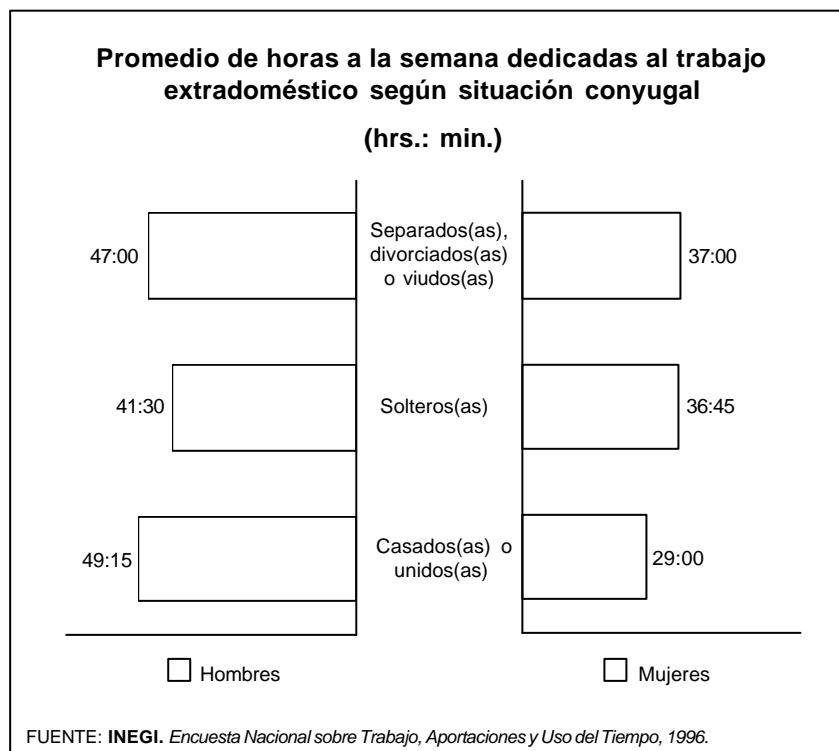 Promedio de horas a la semana dedicadas al trabajo
extradoméstico según situación conyugal
(hrs.: min.)
47:00
Separados(as),
divorciados(as)
o viudos(as)
37:00
41:30
Solteros(as)
36:45
49:15
Casados(as) o
unidos(as)
29:00
Hombres
Mujeres
FUENTE: INEGI. Encuesta Nacional sobre Trabajo, Aportaciones y Uso del Tiempo, 1996.